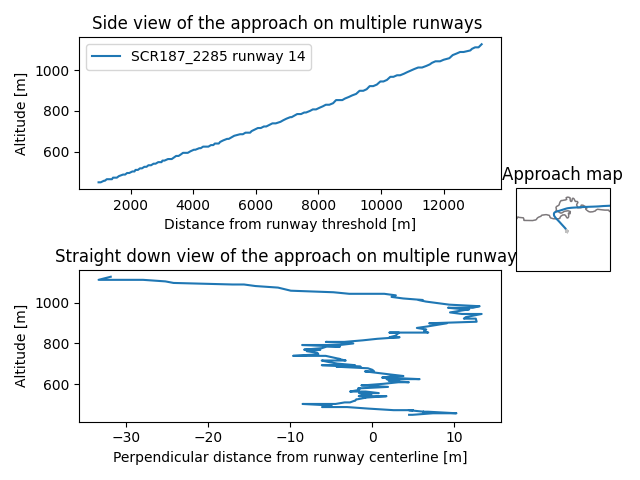 Side view of the approach on multiple runways
SCR187_2285 runway 14
1000
800
600
Altitude [m]
2000 4000 6000 8000 10000 12000
Distance from runway threshold [m]
Approach map
Straight down view of the approach on multiple runway
1000
800
600
Altitude [m]
−30 −20 −10 0 10
Perpendicular distance from runway centerline [m]